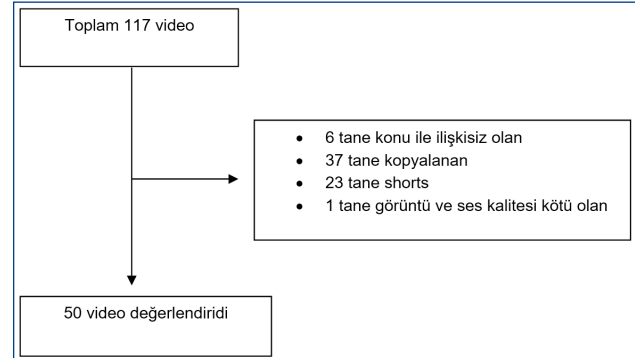 Toplam 117 video
• 6 tane konu ile ilişkisiz olan
• 37 tane kopyalanan
• 23 tane shorts
• 1 tane görüntü ve ses kalitesi kötü olan
50 video değerlendiridi